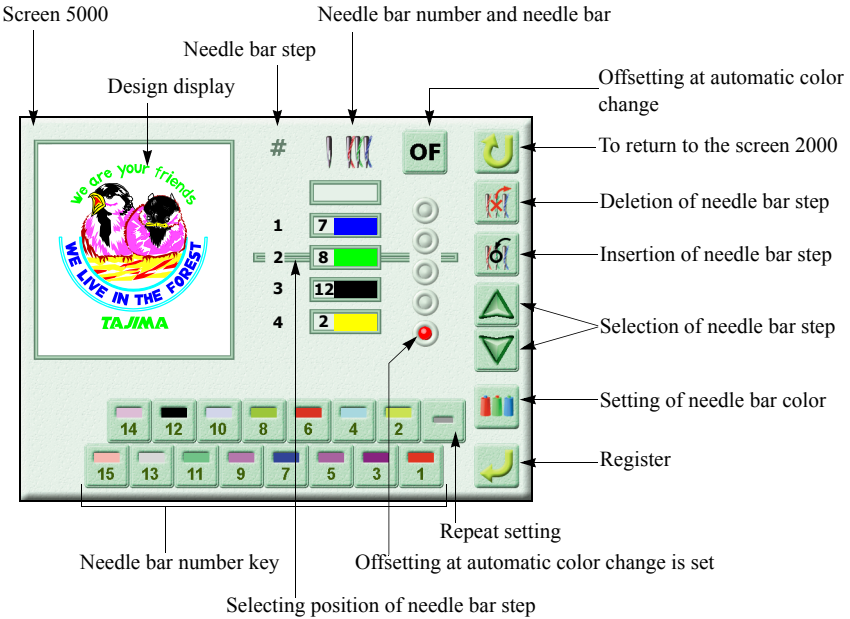 Screen 5000
Needle bar number and needle bar
Needle bar step
Design display
Offsetting at automatic color
change
To return to the screen 2000
Deletion of needle bar step
Insertion of needle bar step
Selection of needle bar step
Setting of needle bar color
Register
#
OF
we are your friends
WE LIVE IN THE FOREST
TAJIMA
1 7
2 8
3 12
4 2
14 12 10 8 6 4 2
15 13 11 9 7 5 3 1
Repeat setting
Needle bar number key
Offsetting at automatic color change is set
Selecting position of needle bar step